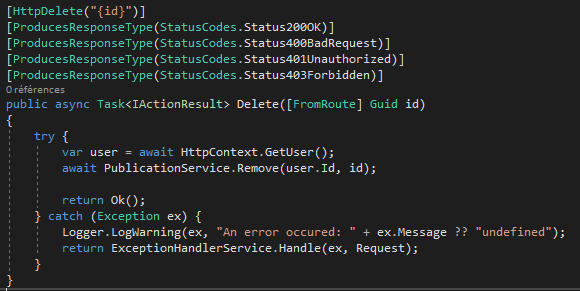 [HttpDelete("{id}")]
[ProducesResponseType(StatusCodes.Status200OK)]
[ProducesResponseType(StatusCodes.Status400BadRequest)]
[ProducesResponseType(StatusCodes.Status401Unauthorized)]
[ProducesResponseType(StatusCodes.Status403Forbidden)]
0 références
public async Task<IActionResult> Delete([FromRoute] Guid id)
{
    try {
        var user = await HttpContext.GetUser();
        await PublicationService.Remove(user.Id, id);

        return Ok();
    } catch (Exception ex) {
        Logger.LogWarning(ex, "An error occured: " + ex.Message ?? "undefined");
        return ExceptionHandlerService.Handle(ex, Request);
    }
}